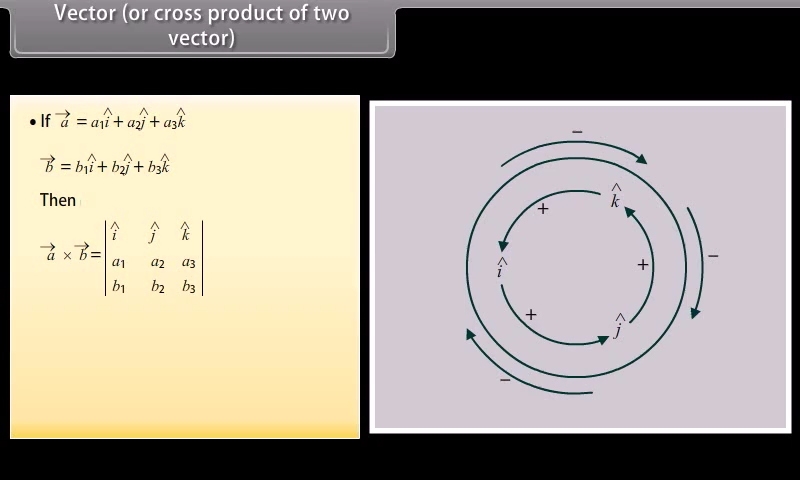 Vector (or cross product of two
vector)
• If a⃗ = a₁î + a₂ĵ + a₃k̂
b⃗ = b₁î + b₂ĵ + b₃k̂
Then
a⃗ × b⃗ = | î ĵ k̂ |
| a₁ a₂ a₃ |
| b₁ b₂ b₃ |
−
+ k̂
î + −
+ ĵ
−